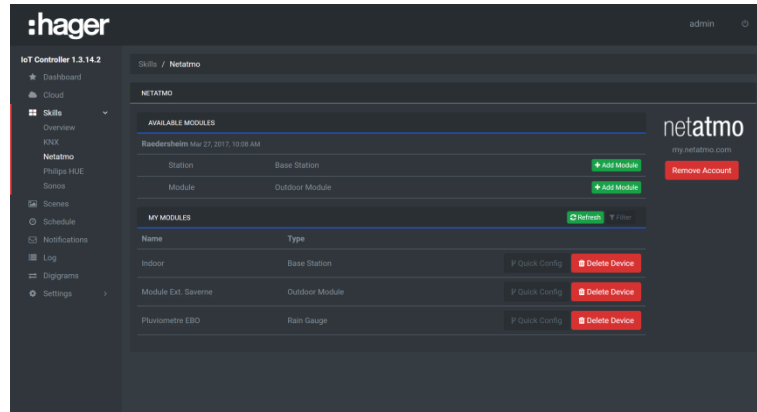 :hager
admin
IoT Controller 1.3.14.2
Dashboard
Cloud
Skills
Overview
KNX
Netatmo
Philips HUE
Sonos
Scenes
Schedule
Notifications
Log
Digigrams
Settings
Skills / Netatmo
NETATMO
AVAILABLE MODULES
Raedersheim Mar 27, 2017, 10:06 AM
Station Base Station + Add Module
Module Outdoor Module + Add Module
MY MODULES Refresh Filter
Name Type
Indoor Base Station Quick Config Delete Device
Module Ext. Saverne Outdoor Module Quick Config Delete Device
Pluviometre EBO Rain Gauge Quick Config Delete Device
netatmo
my.netatmo.com
Remove Account